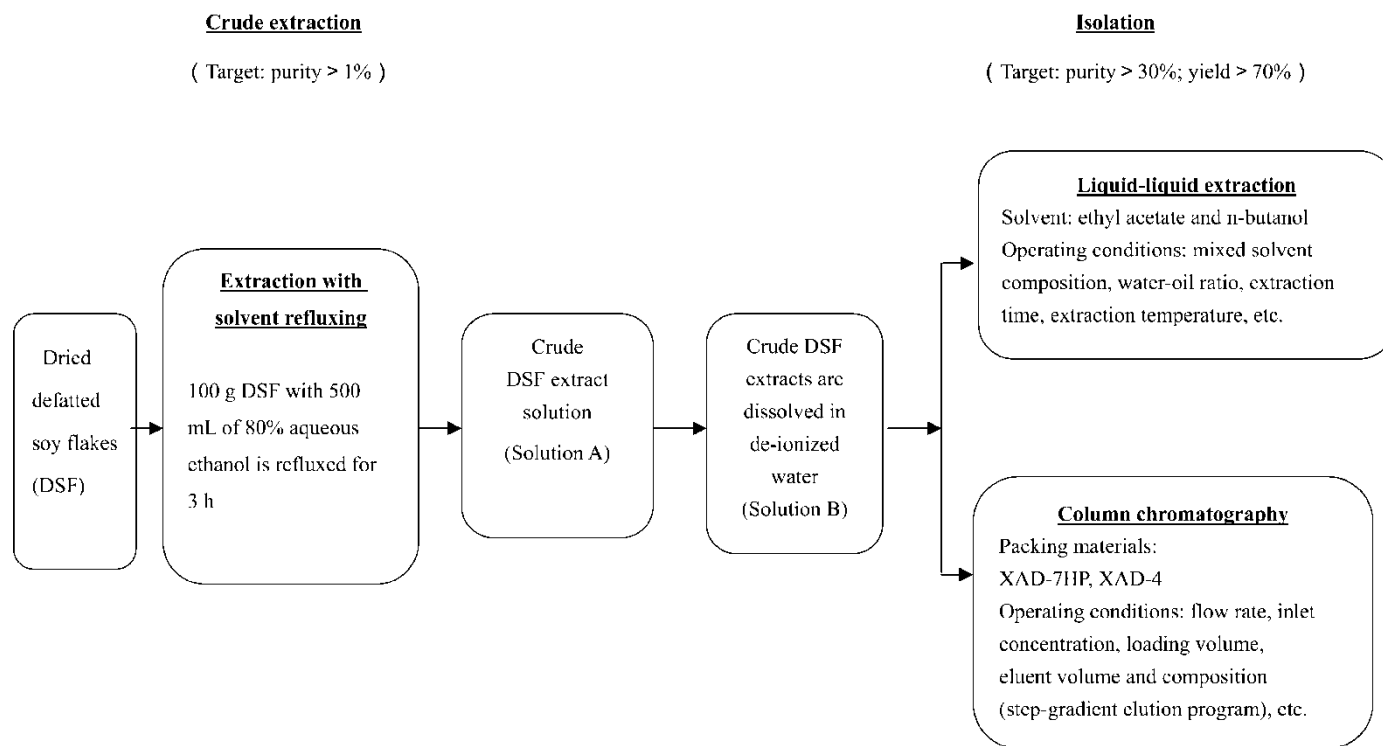 Crude extraction
( Target: purity > 1% )
Isolation
( Target: purity > 30%; yield > 70% )
Dried
defatted
soy flakes
(DSF)
Extraction with
solvent refluxing
100 g DSF with 500
mL of 80% aqueous
ethanol is refluxed for
3 h
Crude
DSF extract
solution
(Solution A)
Crude DSF
extracts are
dissolved in
de-ionized
water
(Solution B)
Liquid-liquid extraction
Solvent: ethyl acetate and n-butanol
Operating conditions: mixed solvent
composition, water-oil ratio, extraction
time, extraction temperature, etc.
Column chromatography
Packing materials:
XAD-7HP, XAD-4
Operating conditions: flow rate, inlet
concentration, loading volume,
eluent volume and composition
(step-gradient elution program), etc.